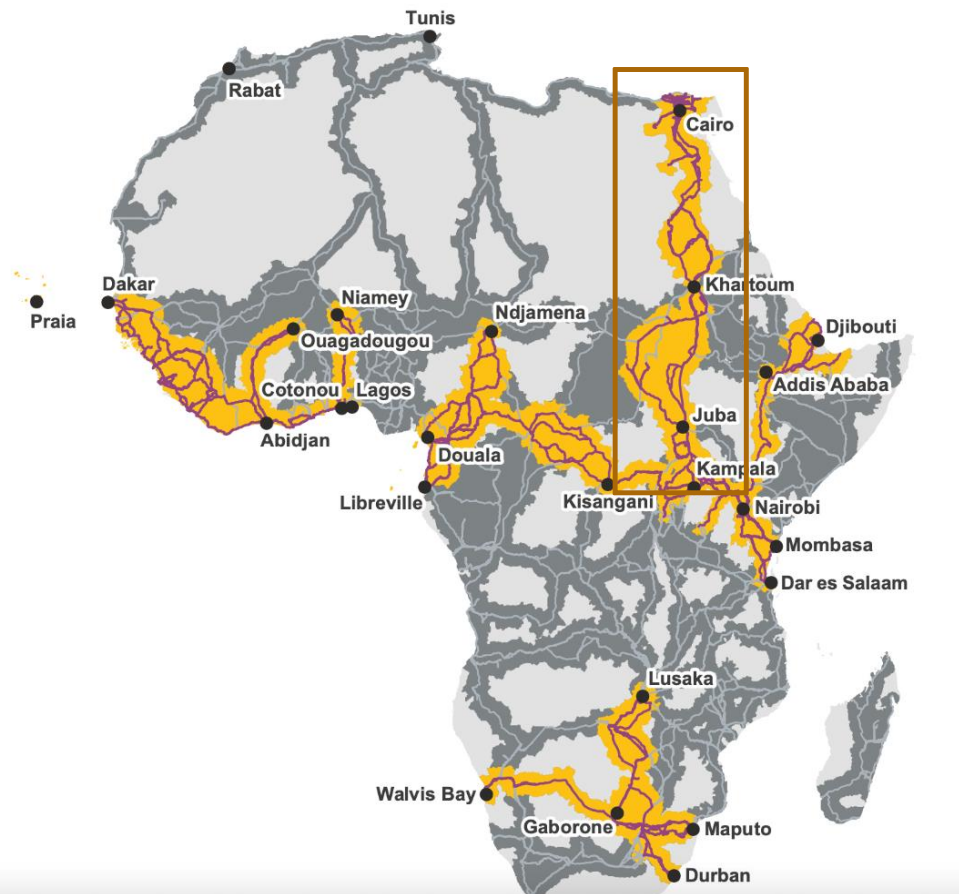 Tunis
Rabat
Cairo
Dakar
Praia
Niamey
Ouagadougou
Ndjamena
Khartoum
Djibouti
Cotonou
Lagos
Addis Ababa
Abidjan
Douala
Juba
Libreville
Kisangani
Kampala
Nairobi
Mombasa
Dar es Salaam
Lusaka
Walvis Bay
Gaborone
Maputo
Durban